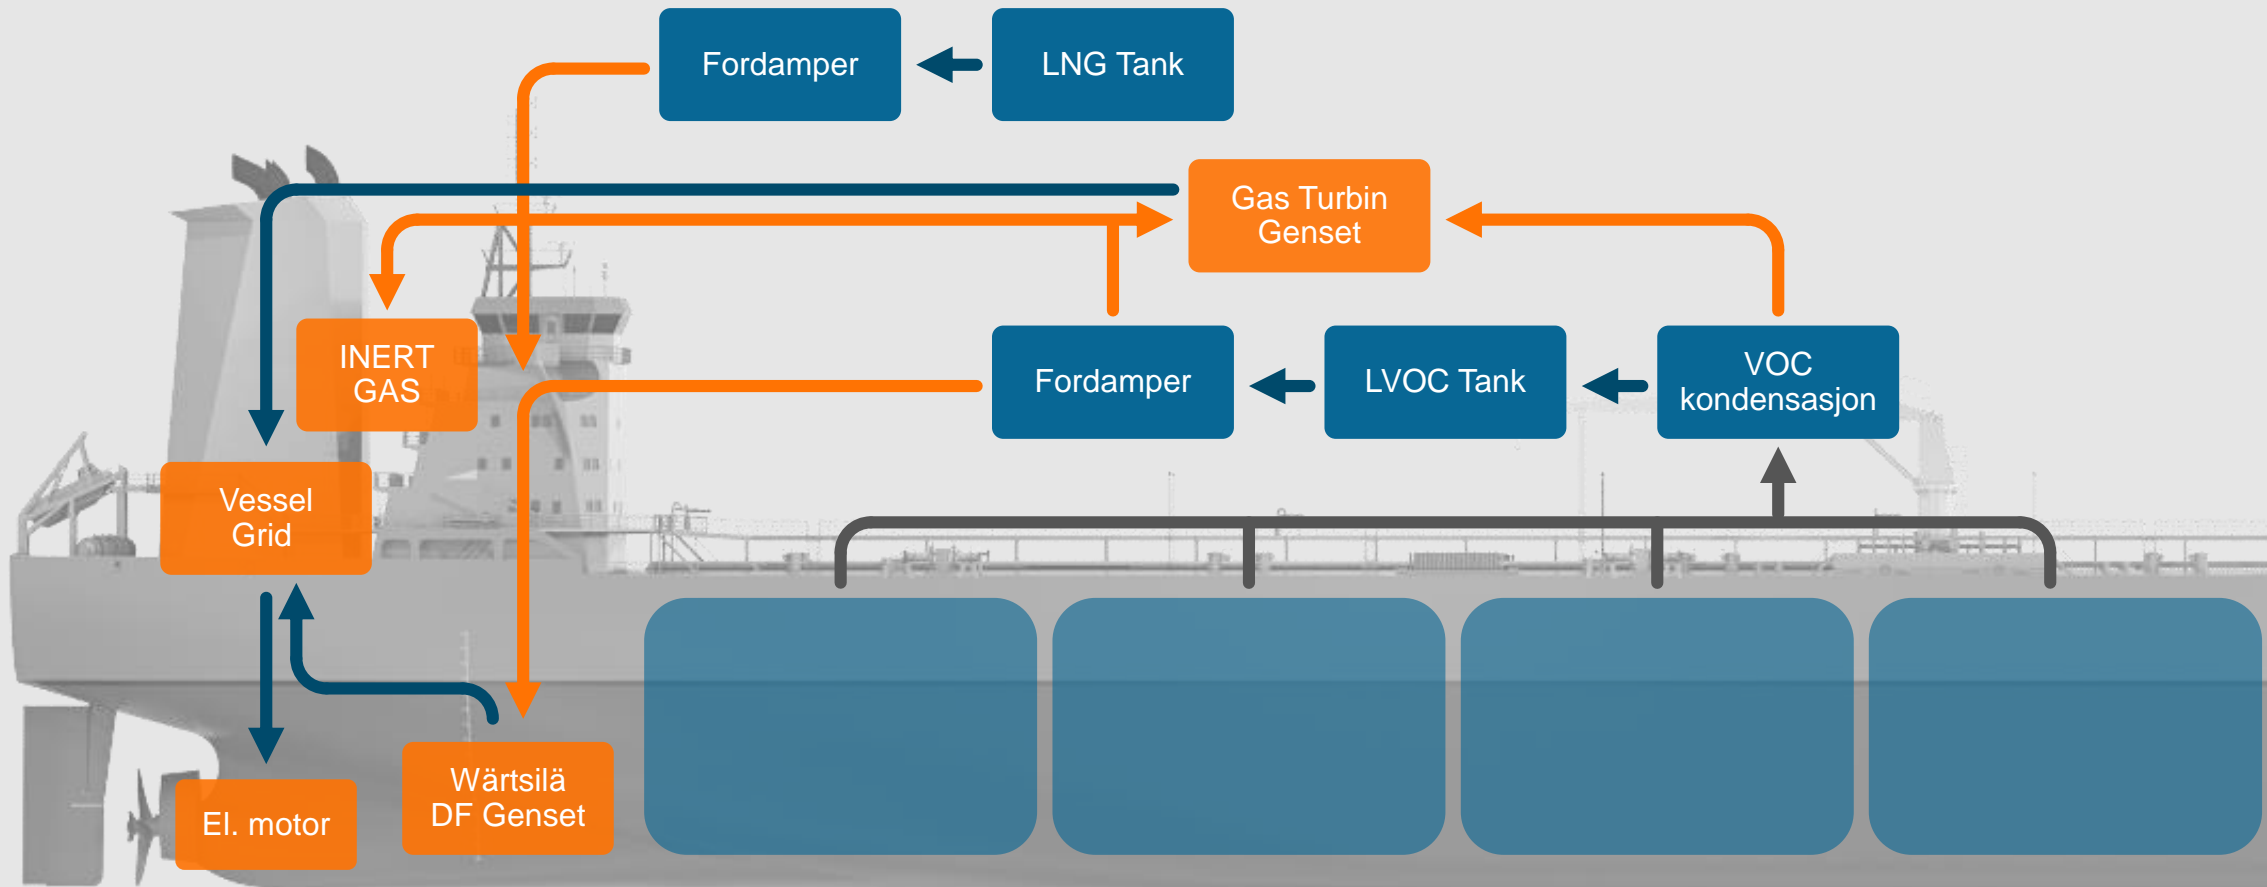 Fordamper
LNG Tank
Gas Turbin
Genset
INERT
GAS
Fordamper
LVOC Tank
VOC
kondensasjon
Vessel
Grid
Wärtsilä
DF Genset
El. motor